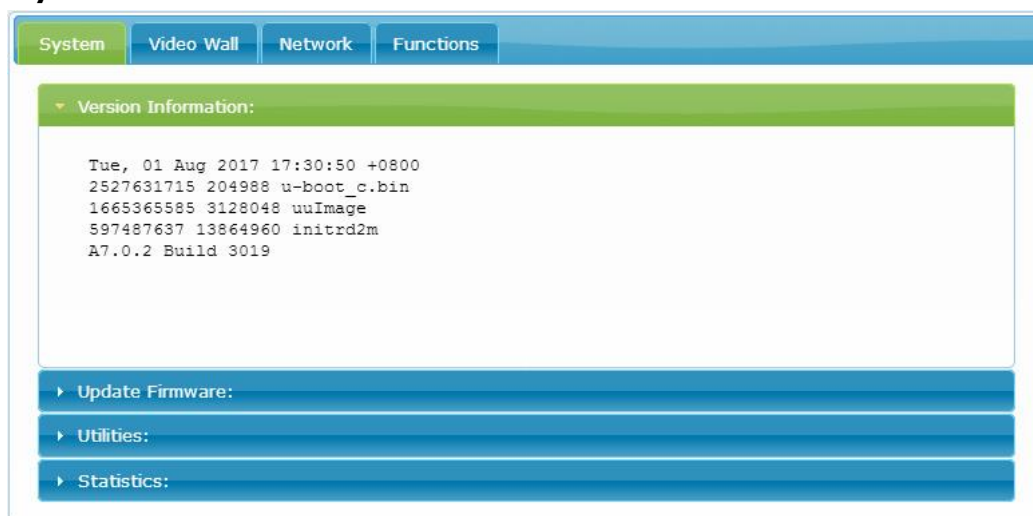 System Video Wall Network Functions
Version Information:
Tue, 01 Aug 2017 17:30:50 +0800
2527631715 204988 u-boot_c.bin
1665365585 3128048 uuImage
597487637 13864960 initrd2m
A7.0.2 Build 3019
Update Firmware:
Utilities:
Statistics: